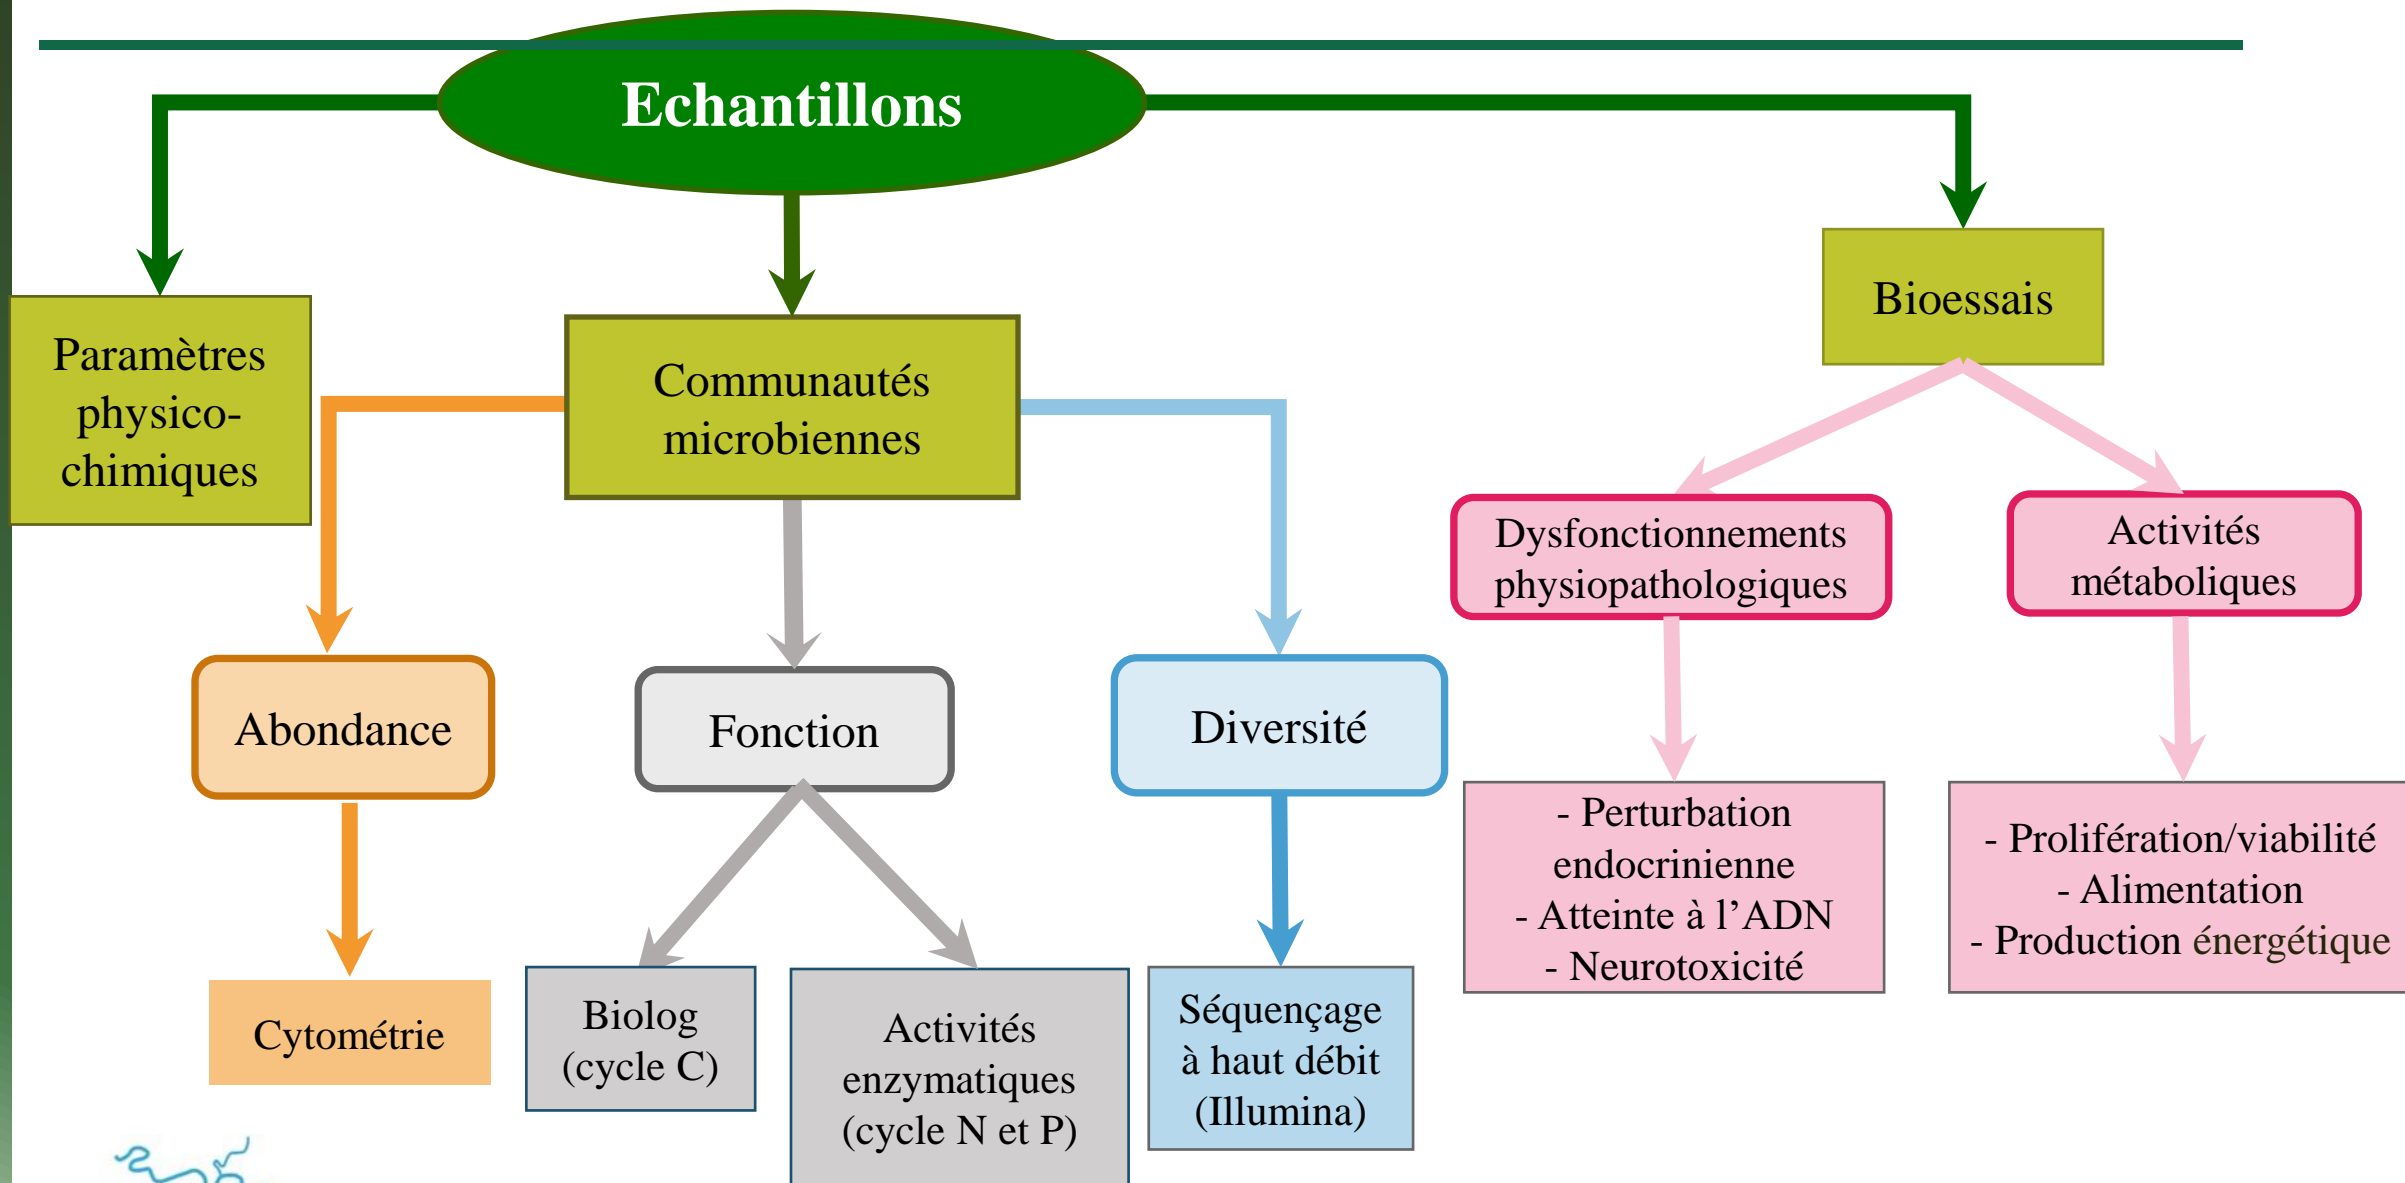 Echantillons
Paramètres
physico-
chimiques
Communautés
microbiennes
Bioessais
Dysfonctionnements
physiopathologiques
Activités
métaboliques
Abondance
Fonction
Diversité
- Perturbation
endocrinienne
- Atteinte à l’ADN
- Neurotoxicité
- Prolifération/viabilité
- Alimentation
- Production énergétique
Cytométrie
Biolog
(cycle C)
Activités
enzymatiques
(cycle N et P)
Séquençage
à haut débit
(Illumina)